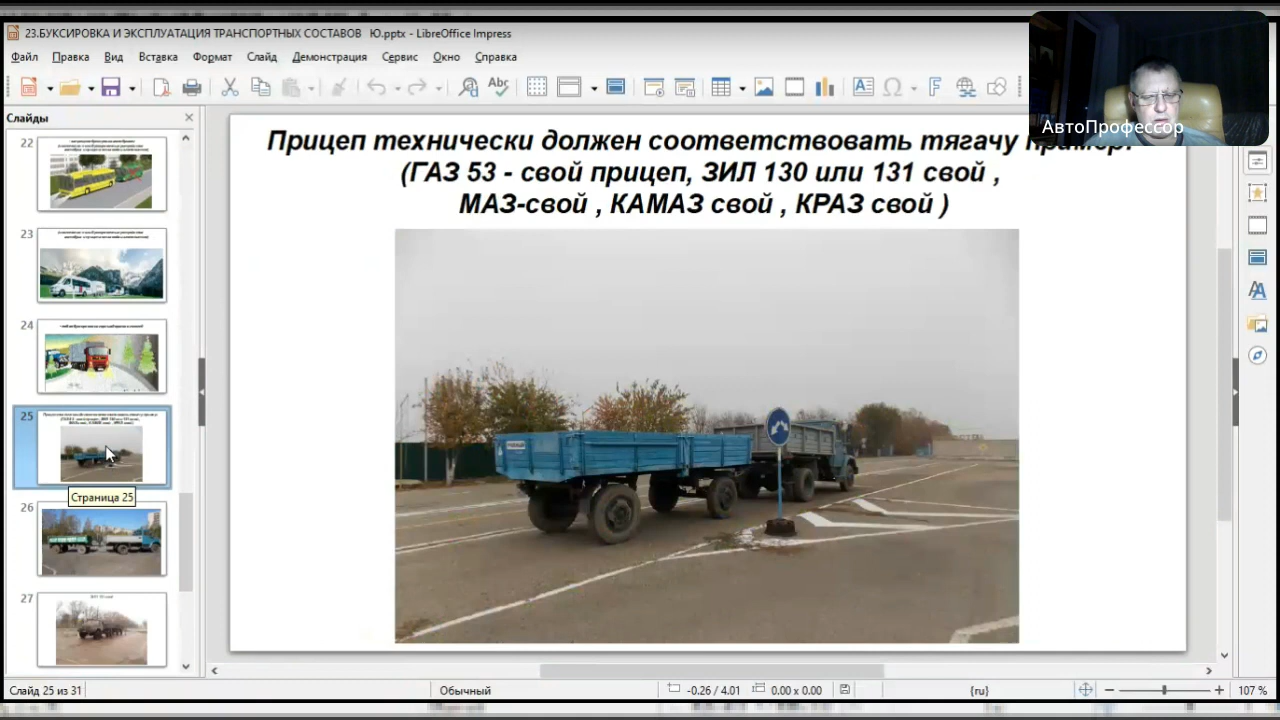 23.БУКСИРОВКА И ЭКСПЛУАТАЦИЯ ТРАНСПОРТНЫХ СОСТАВОВ Ю.pptx - LibreOffice Impress
Файл Правка Вид Вставка Формат Слайд Демонстрация Сервис Окно Справка
АвтоПрофессор
Слайды
Прицеп технически должен соответствовать тягачу пример:
(ГАЗ 53 - свой прицеп, ЗИЛ 130 или 131 свой ,
МАЗ-свой , КАМАЗ свой , КРАЗ свой )
22
23
24
25
Страница 25
26
27
Слайд 25 из 31
Обычный
-0.26 / 4.01
0.00 x 0.00
{ru}
107 %